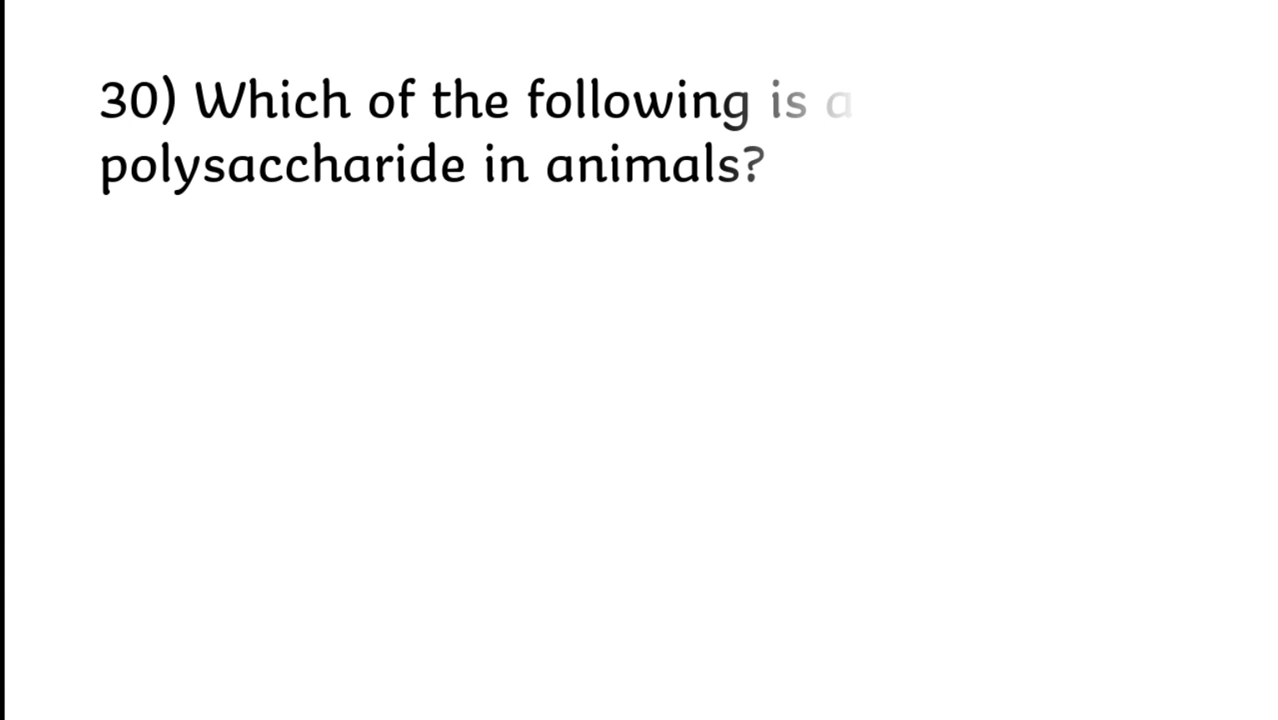 30) Which of the following is a
polysaccharide in animals?